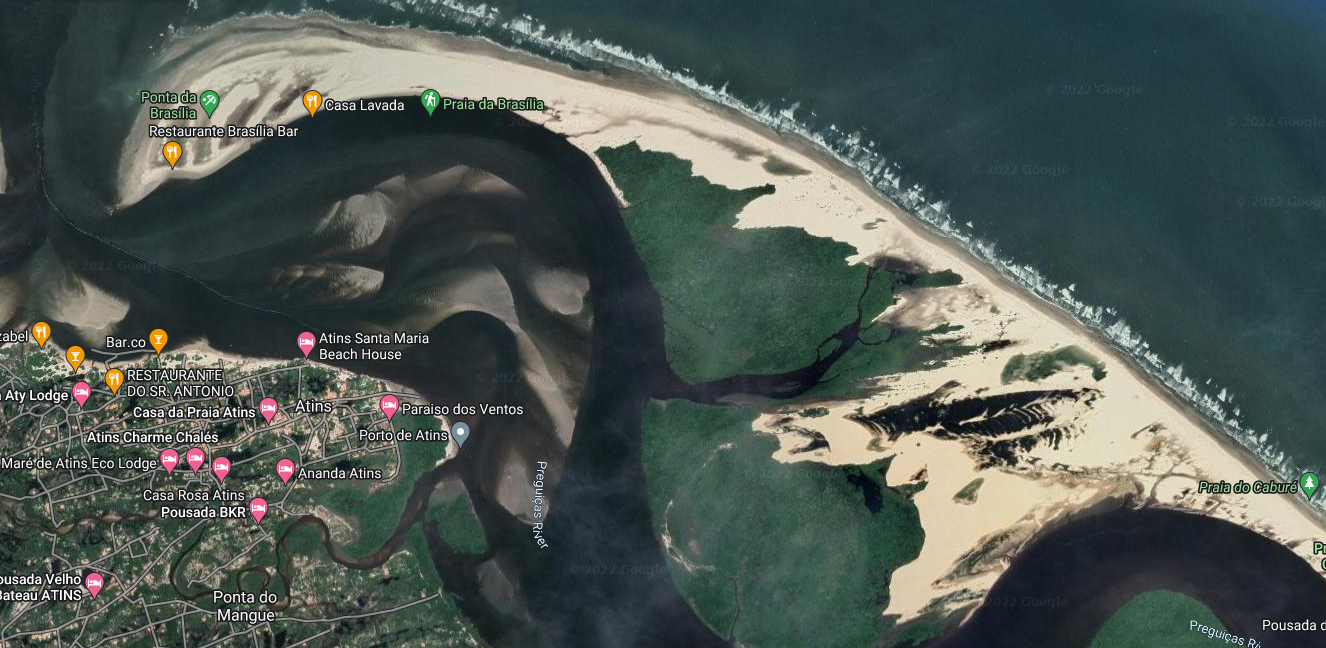 © 2022 Google
© 2022 Google
Ponta da
Brasília
Casa Lavada
Praia da Brasília
Restaurante Brasília Bar
© 2022 Google
© 2022 Google
© 2022 Google
zabel
Bar.co
Atins Santa Maria
Beach House
RESTAURANTE
DO.SR. ANTONIO
© 2022 Google
Aty Lodge
Casa da Praia Atins
Atins
Paraiso dos Ventos
Atins Charme Chalés
Porto de Atins
Maré de Atins Eco Lodge
Ananda Atins
Casa Rosa Atins
Pousada BKR
Preguiças River
Praia do Caburé
© 2022 Google
ousada Velho
Bateau ATINS
Ponta do
Mangue
© 2022 Google
Preguiças Ri
Pousada d